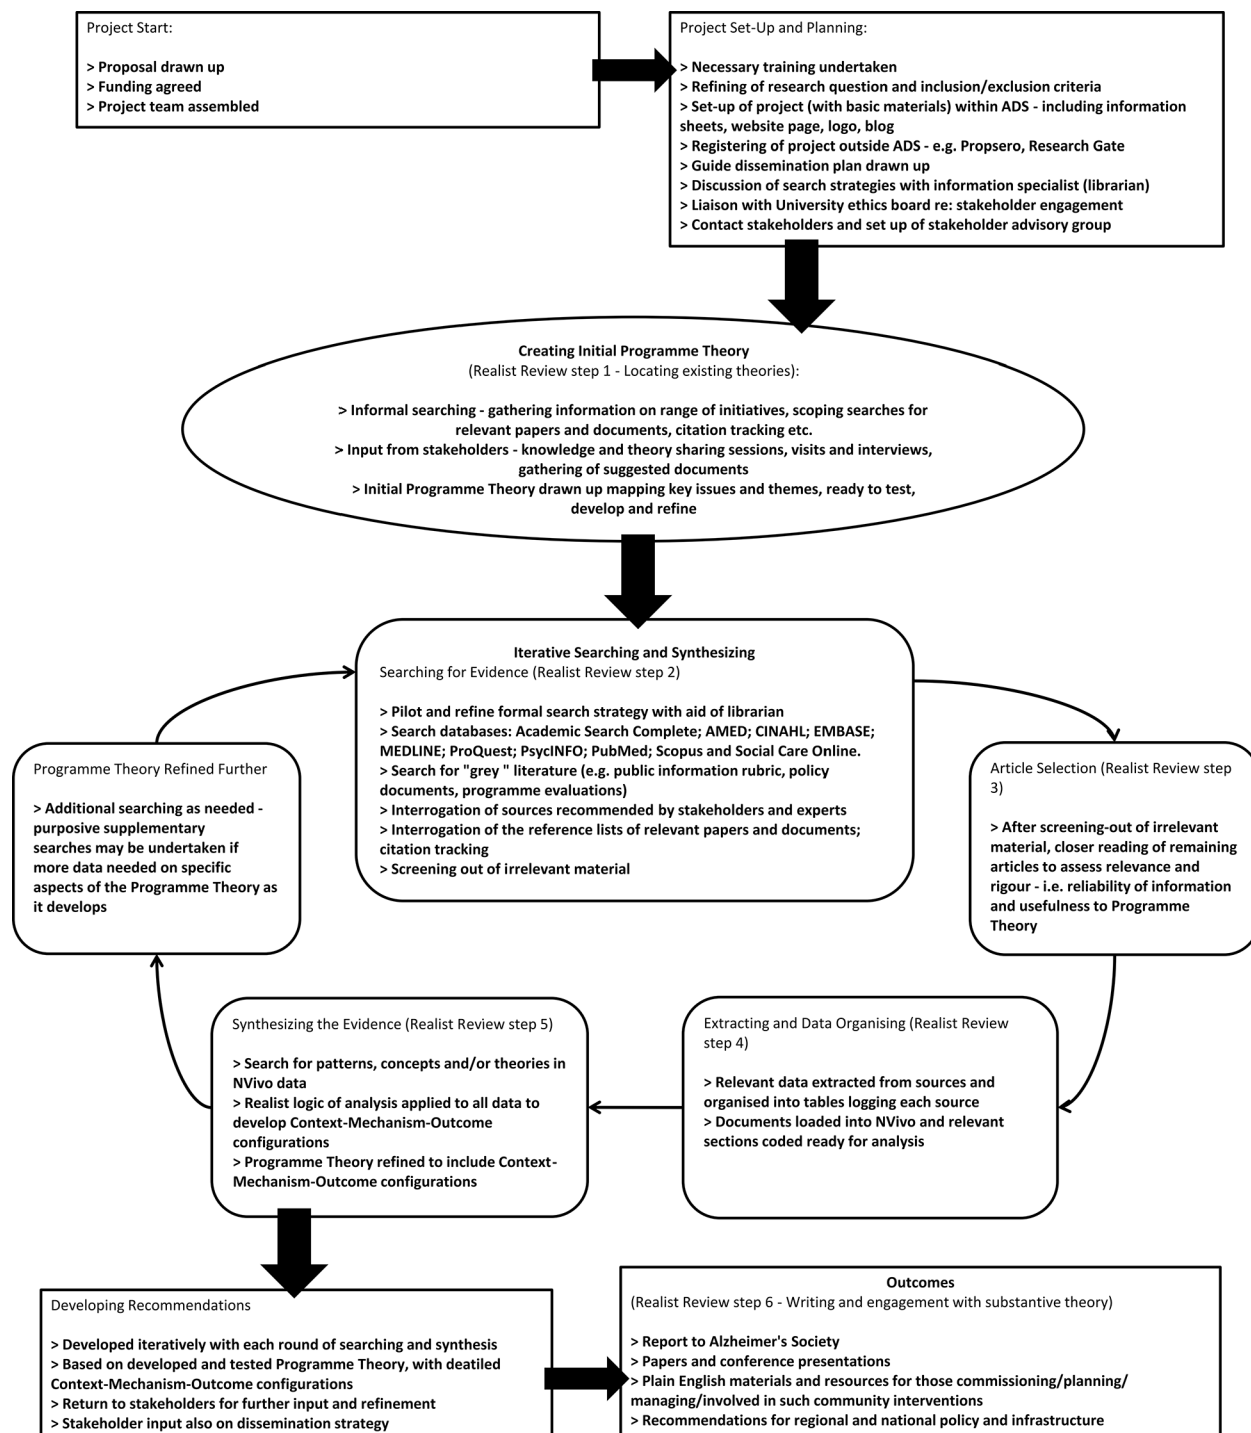 Project Start:
> Proposal drawn up
> Funding agreed
> Project team assembled
Project Set-Up and Planning:
> Necessary training undertaken
> Refining of research question and inclusion/exclusion criteria
> Set-up of project (with basic materials) within ADS - including information
sheets, website page, logo, blog
> Registering of project outside ADS - e.g. Propsero, Research Gate
> Guide dissemination plan drawn up
> Discussion of search strategies with information specialist (librarian)
> Liaison with University ethics board re: stakeholder engagement
> Contact stakeholders and set up of stakeholder advisory group
Creating Initial Programme Theory
(Realist Review step 1 - Locating existing theories):
> Informal searching - gathering information on range of initiatives, scoping searches for
relevant papers and documents, citation tracking etc.
> Input from stakeholders - knowledge and theory sharing sessions, visits and interviews,
gathering of suggested documents
> Initial Programme Theory drawn up mapping key issues and themes, ready to test,
develop and refine
Iterative Searching and Synthesizing
Searching for Evidence (Realist Review step 2)
> Pilot and refine formal search strategy with aid of librarian
> Search databases: Academic Search Complete; AMED; CINAHL; EMBASE;
MEDLINE; ProQuest; PsycINFO; PubMed; Scopus and Social Care Online.
> Search for "grey " literature (e.g. public information rubric, policy
documents, programme evaluations)
> Interrogation of sources recommended by stakeholders and experts
> Interrogation of the reference lists of relevant papers and documents;
citation tracking
> Screening out of irrelevant material
Article Selection (Realist Review step
3)
> After screening-out of irrelevant
material, closer reading of remaining
articles to assess relevance and
rigour - i.e. reliability of information
and usefulness to Programme
Theory
Extracting and Data Organising (Realist Review
step 4)
> Relevant data extracted from sources and
organised into tables logging each source
> Documents loaded into NVivo and relevant
sections coded ready for analysis
Synthesizing the Evidence (Realist Review step 5)
> Search for patterns, concepts and/or theories in
NVivo data
> Realist logic of analysis applied to all data to
develop Context-Mechanism-Outcome
configurations
> Programme Theory refined to include Context-
Mechanism-Outcome configurations
Programme Theory Refined Further
> Additional searching as needed -
purposive supplementary
searches may be undertaken if
more data needed on specific
aspects of the Programme Theory as
it develops
Developing Recommendations
> Developed iteratively with each round of searching and synthesis
> Based on developed and tested Programme Theory, with deatiled
Context-Mechanism-Outcome configurations
> Return to stakeholders for further input and refinement
> Stakeholder input also on dissemination strategy
Outcomes
(Realist Review step 6 - Writing and engagement with substantive theory)
> Report to Alzheimer's Society
> Papers and conference presentations
> Plain English materials and resources for those commissioning/planning/
managing/involved in such community interventions
> Recommendations for regional and national policy and infrastructure